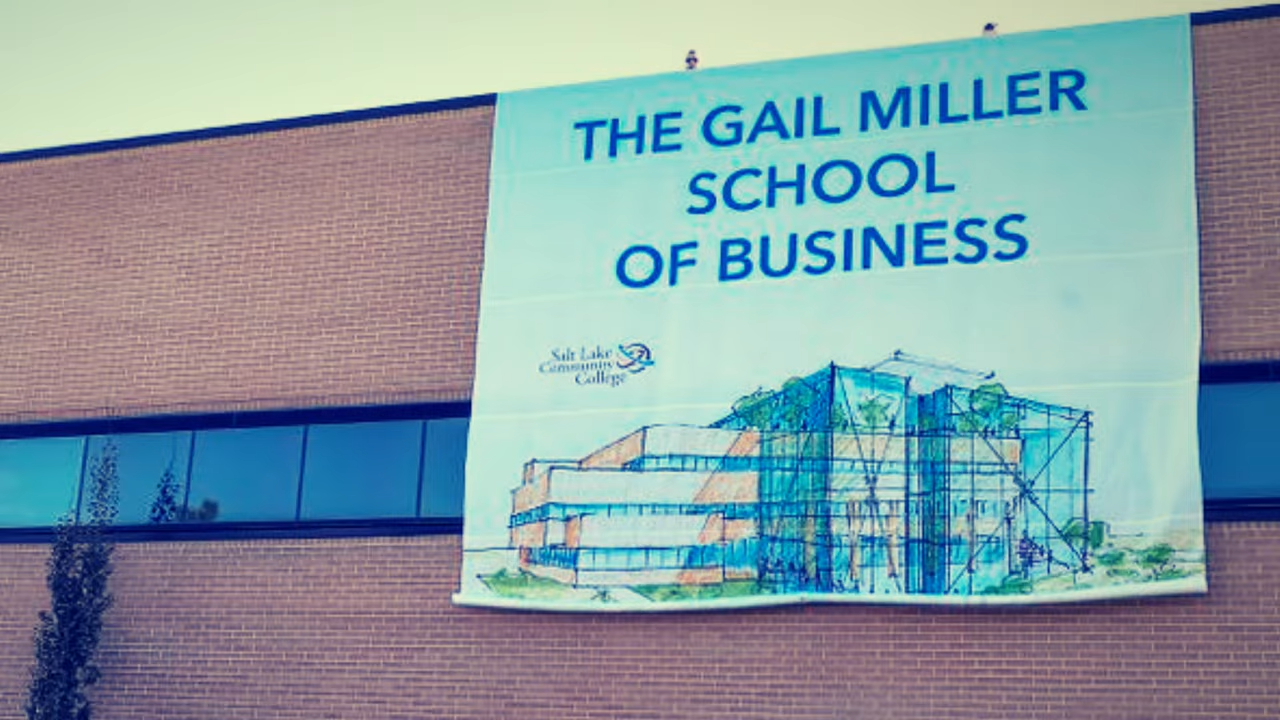 THE GAIL MILLER
SCHOOL
OF BUSINESS
Salt Lake
Community
College